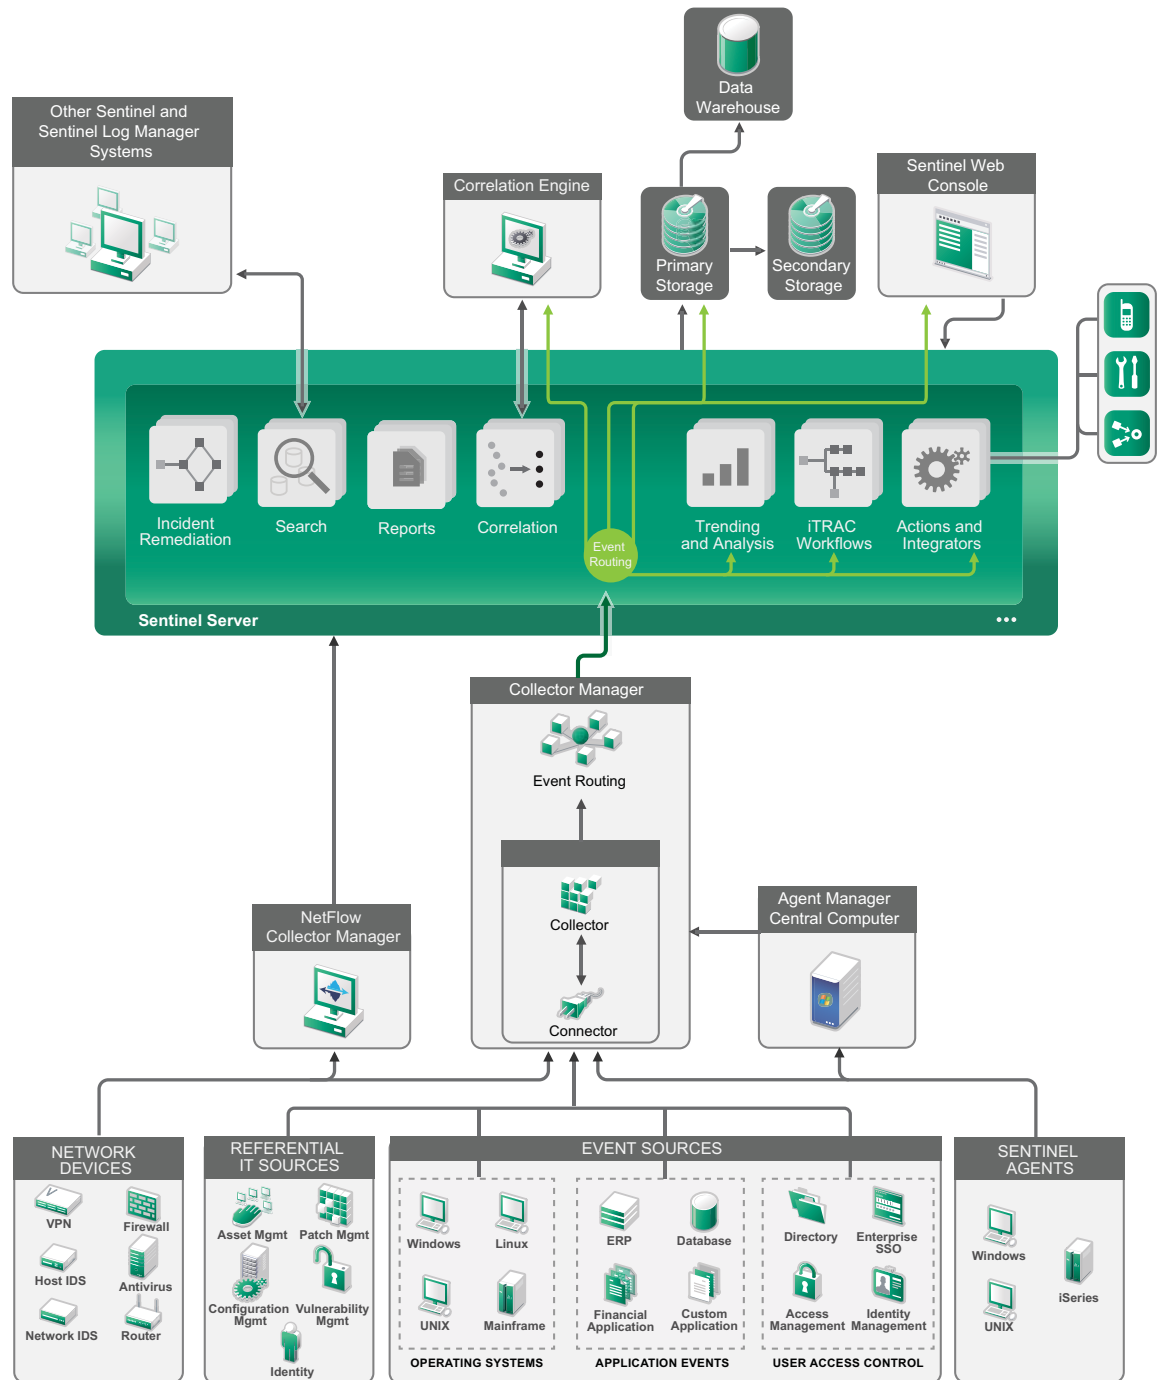 Data
Warehouse
Other Sentinel and
Sentinel Log Manager
Systems
Correlation Engine
Sentinel Web
Console
Primary
Storage
Secondary
Storage
Incident
Remediation
Search
Reports
Correlation
Event
Routing
Trending
and Analysis
iTRAC
Workflows
Actions and
Integrators
Sentinel Server
Collector Manager
Event Routing
Collector
Connector
NetFlow
Collector Manager
Agent Manager
Central Computer
NETWORK
DEVICES
VPN
Firewall
Host IDS
Antivirus
Network IDS
Router
REFERENTIAL
IT SOURCES
Asset Mgmt
Patch Mgmt
Configuration
Mgmt
Vulnerability
Mgmt
Identity
EVENT SOURCES
Windows
Linux
UNIX
Mainframe
OPERATING SYSTEMS
ERP
Database
Financial
Application
Custom
Application
APPLICATION EVENTS
Directory
Enterprise
SSO
Access
Management
Identity
Management
USER ACCESS CONTROL
SENTINEL
AGENTS
Windows
iSeries
UNIX